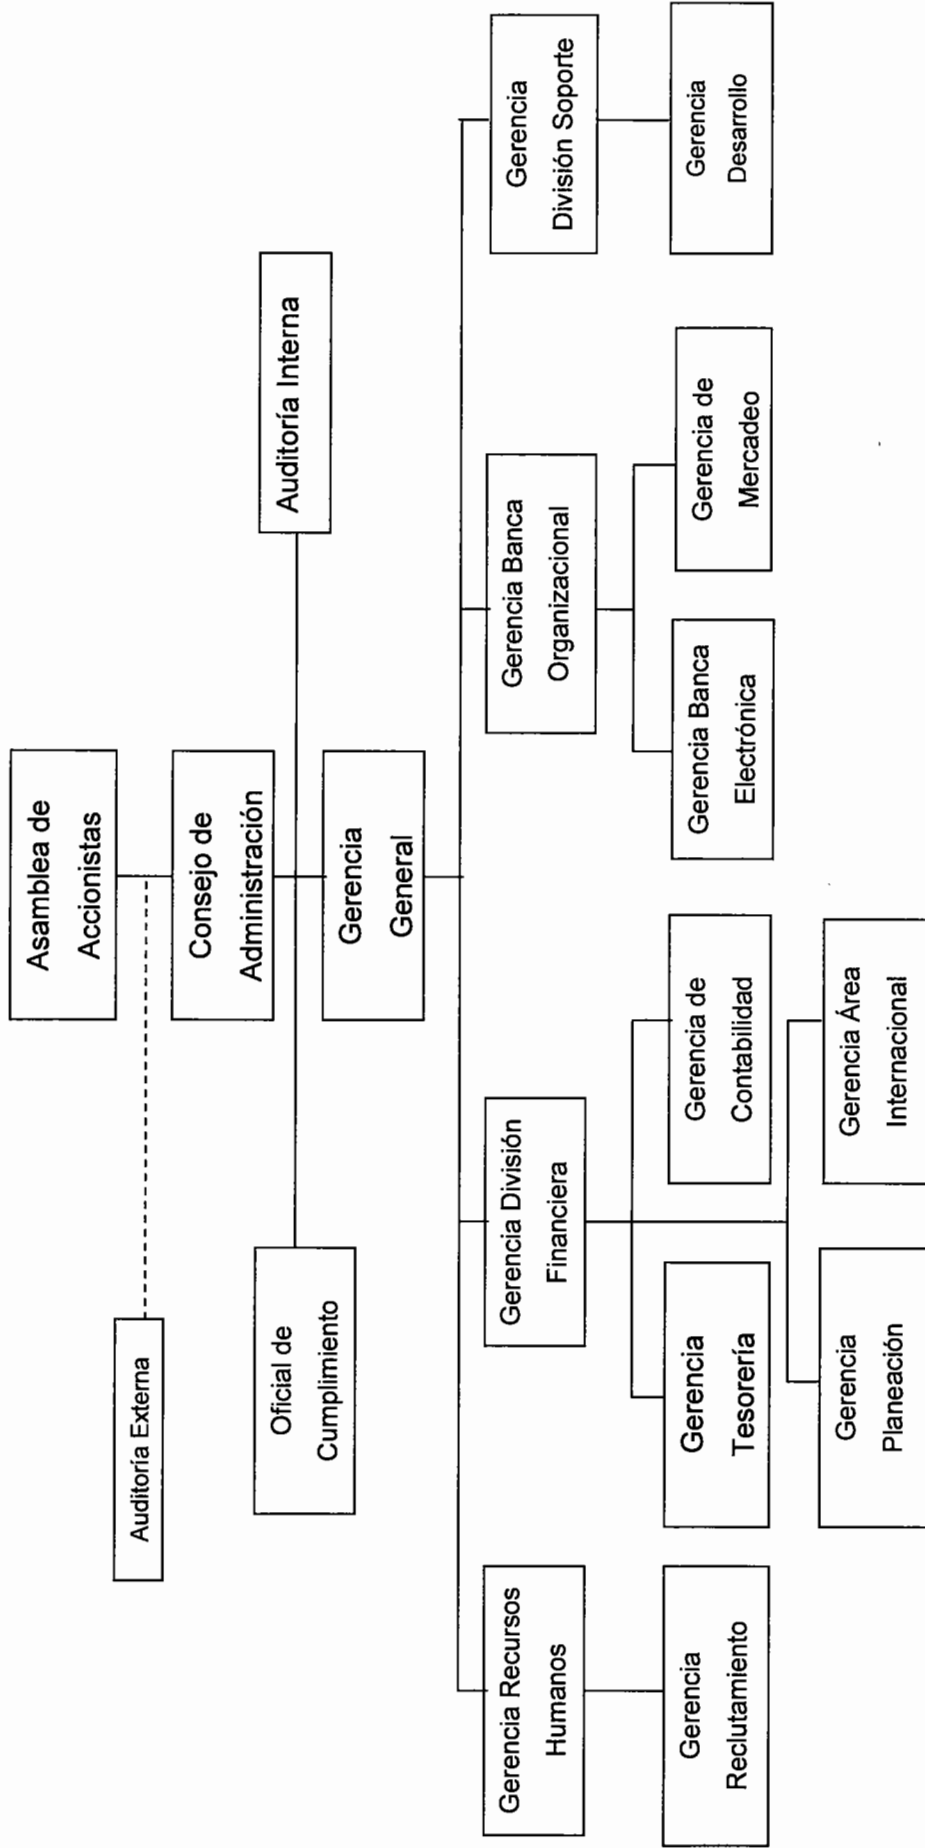 Asamblea de
Accionistas
Auditoría Externa
Consejo de
Administración
Oficial de
Cumplimiento
Auditoría Interna
Gerencia
General
Gerencia Recursos
Humanos
Gerencia División
Financiera
Gerencia Banca
Organizacional
Gerencia
División Soporte
Gerencia
Reclutamiento
Gerencia
Tesorería
Gerencia de
Contabilidad
Gerencia Banca
Electrónica
Gerencia de
Mercadeo
Gerencia
Desarrollo
Gerencia
Planeación
Gerencia Área
Internacional